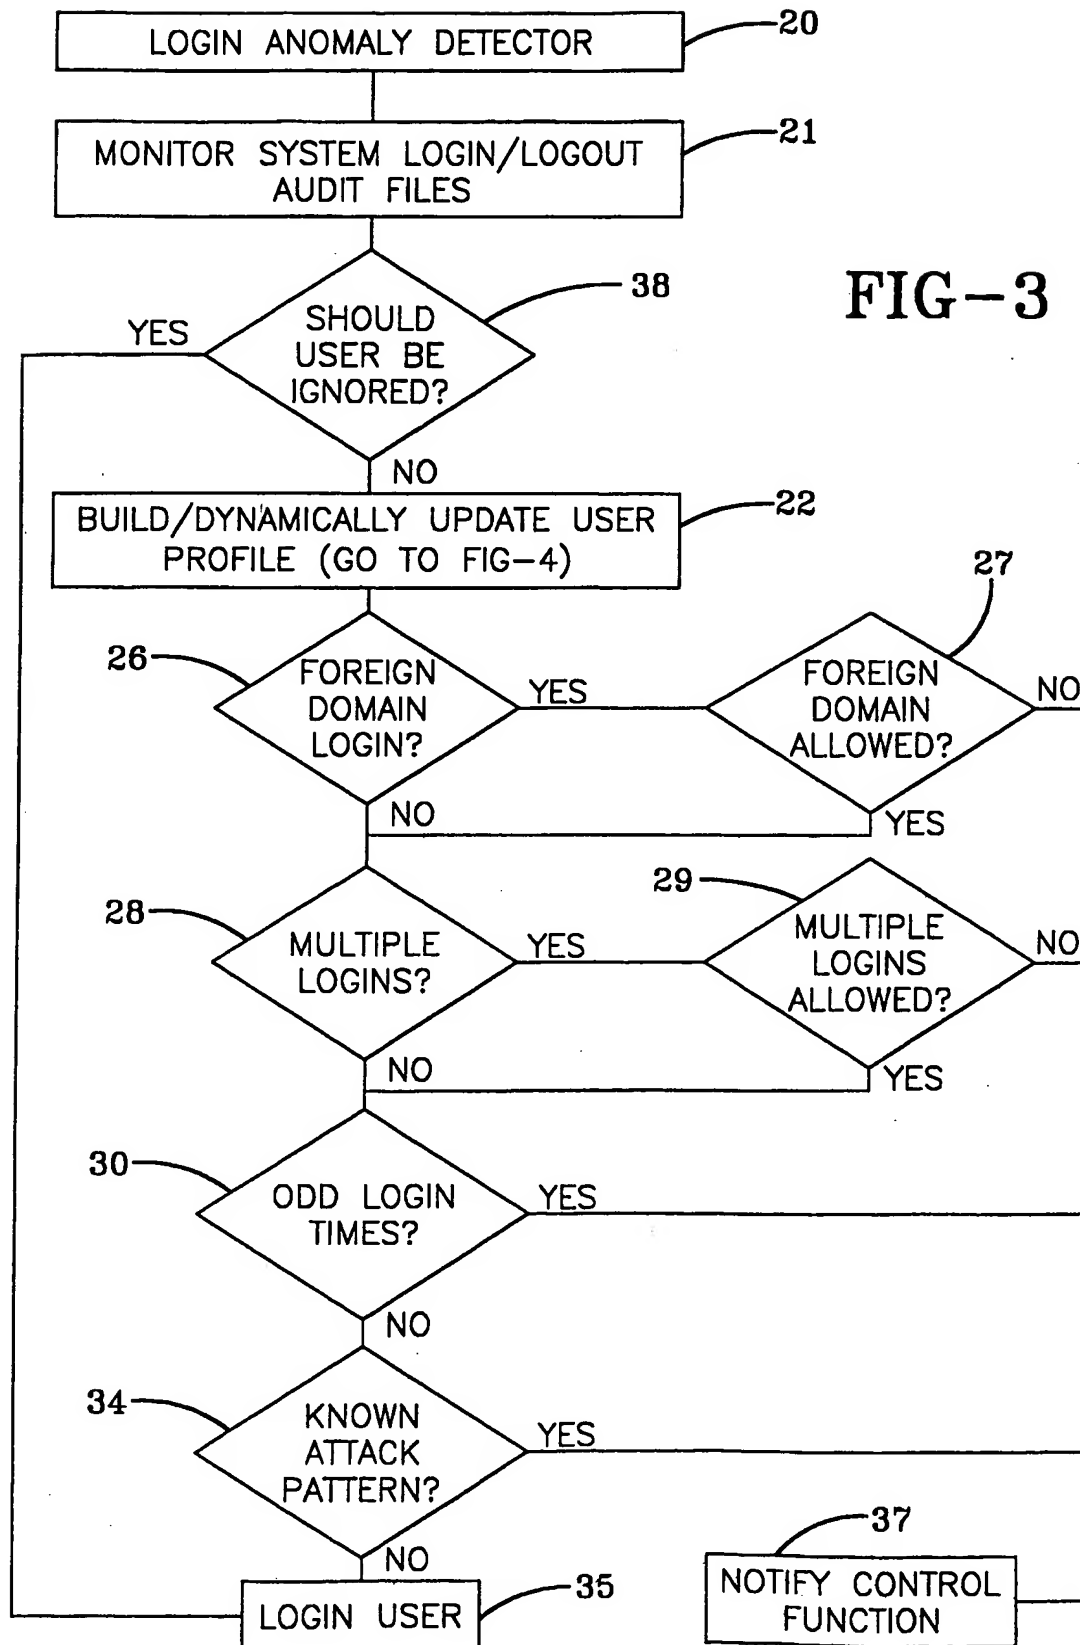 LOGIN ANOMALY DETECTOR
20
MONITOR SYSTEM LOGIN/LOGOUT
AUDIT FILES
21
FIG-3
38
SHOULD
USER BE
IGNORED?
YES
NO
BUILD/DYNAMICALLY UPDATE USER
PROFILE (GO TO FIG-4)
22
26
FOREIGN
DOMAIN
LOGIN?
YES
NO
27
FOREIGN
DOMAIN
ALLOWED?
NO
YES
28
MULTIPLE
LOGINS?
YES
NO
29
MULTIPLE
LOGINS
ALLOWED?
NO
YES
30
ODD LOGIN
TIMES?
YES
NO
34
KNOWN
ATTACK
PATTERN?
YES
NO
LOGIN USER
35
37
NOTIFY CONTROL
FUNCTION